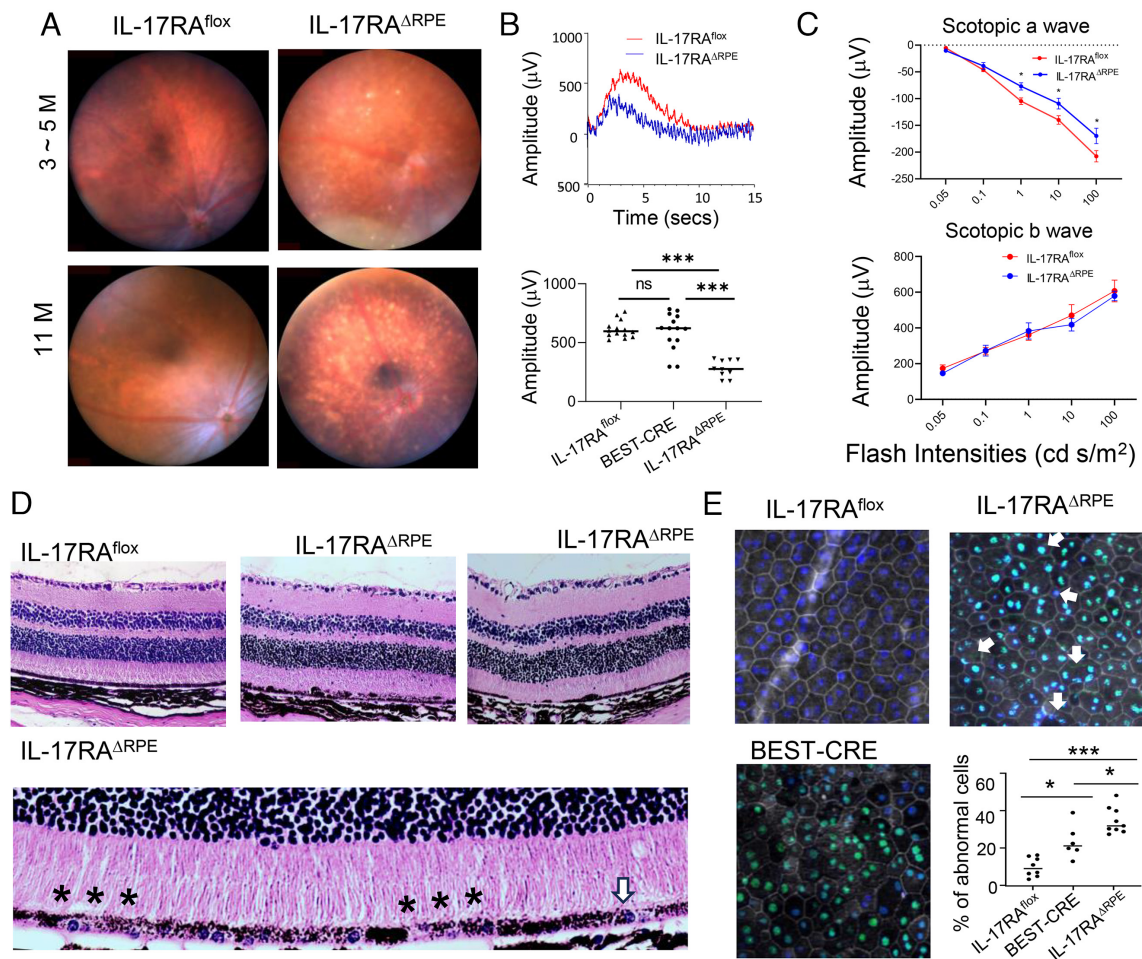 A
IL-17RAflox
IL-17RAΔRPE
3 ~ 5 M
11 M
B
Amplitude (μV)
1000
500
0
500
IL-17RAflox
IL-17RAΔRPE
0
5
10
15
Time (secs)
Amplitude (μV)
1000
500
0
***
ns
***
IL-17RAflox
BEST-CRE
IL-17RAΔRPE
C
Scotopic a wave
Amplitude (μV)
0
-50
-100
-150
-200
-250
IL-17RAflox
IL-17RAΔRPE
*
*
*
0.05
0.1
1
10
100
Scotopic b wave
Amplitude (μV)
800
600
400
200
0
IL-17RAflox
IL-17RAΔRPE
0.05
0.1
1
10
100
Flash Intensities (cd s/m²)
D
IL-17RAflox
IL-17RAΔRPE
IL-17RAΔRPE
IL-17RAΔRPE
* * *
* * *
E
IL-17RAflox
IL-17RAΔRPE
BEST-CRE
% of abnormal cells
60
40
20
0
***
*
*
IL-17RAflox
BEST-CRE
IL-17RAΔRPE